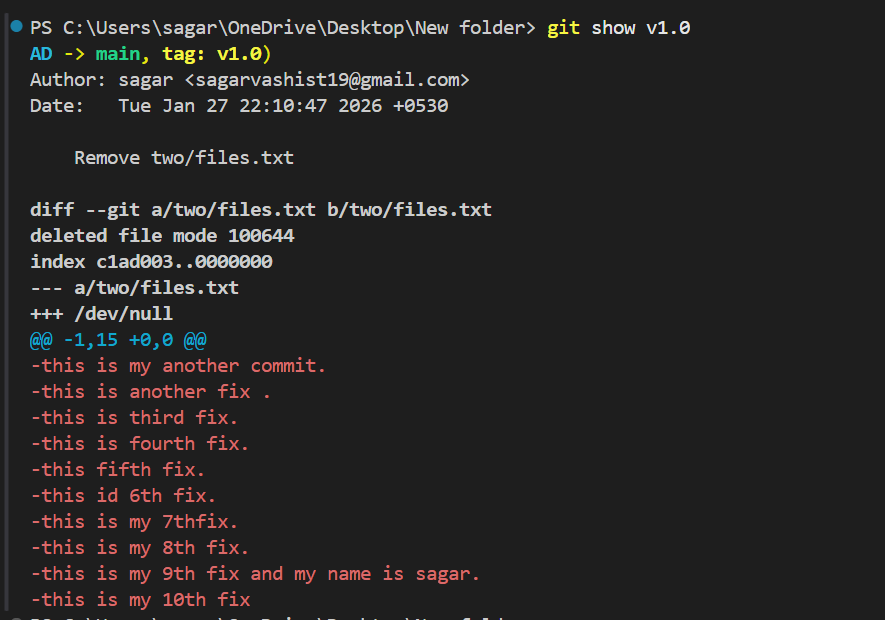 PS C:\Users\sagar\OneDrive\Desktop\New folder> git show v1.0
AD -> main, tag: v1.0)
Author: sagar <sagarvashist19@gmail.com>
Date:   Tue Jan 27 22:10:47 2026 +0530
    Remove two/files.txt
diff --git a/two/files.txt b/two/files.txt
deleted file mode 100644
index c1ad003..0000000
--- a/two/files.txt
+++ /dev/null
@@ -1,15 +0,0 @@
-this is my another commit.
-this is another fix .
-this is third fix.
-this is fourth fix.
-this fifth fix.
-this id 6th fix.
-this is my 7thfix.
-this is my 8th fix.
-this is my 9th fix and my name is sagar.
-this is my 10th fix